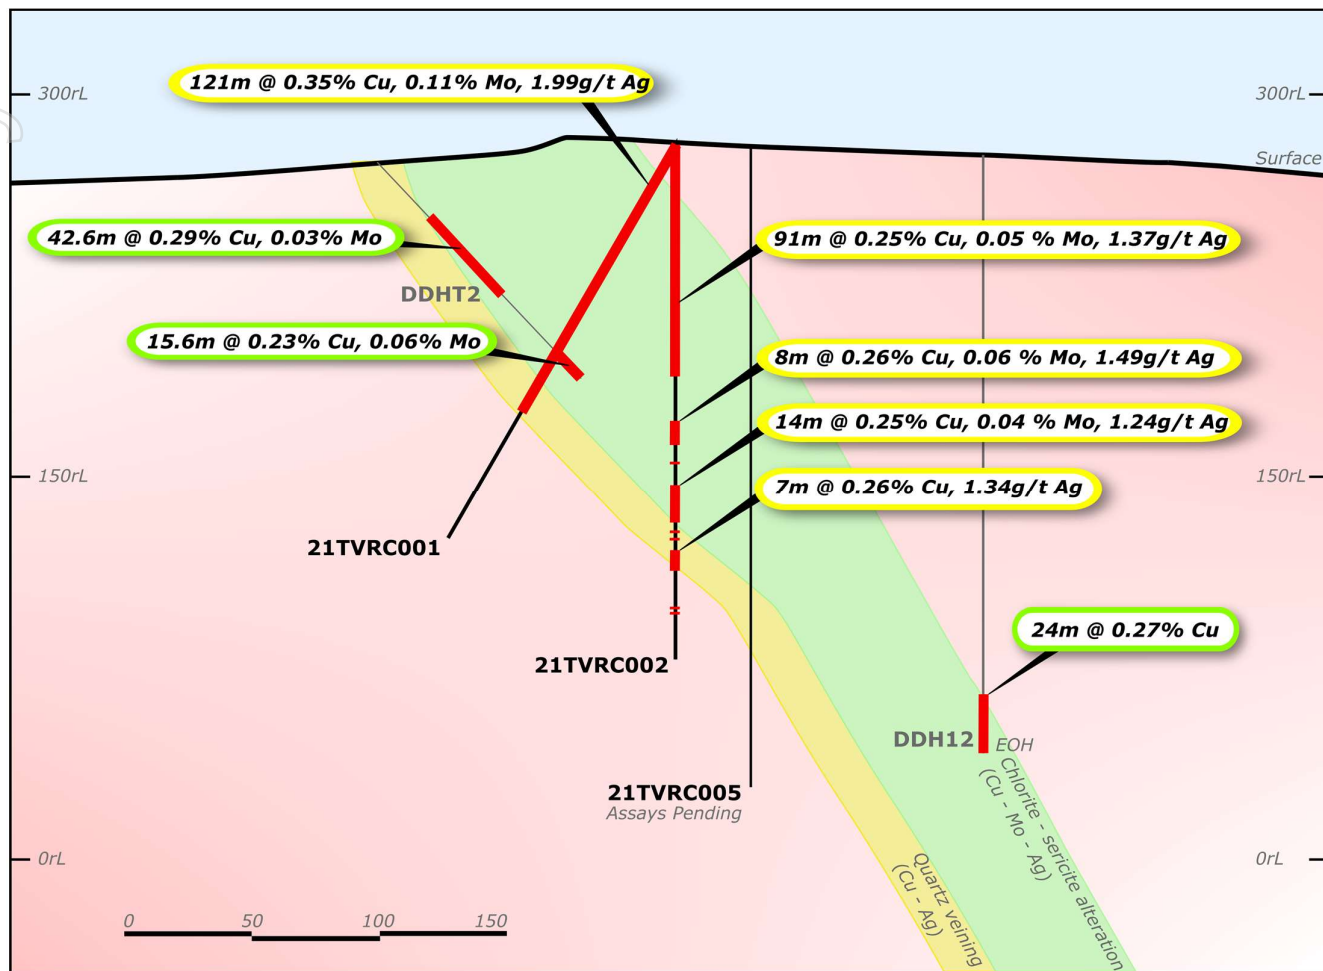 121m @ 0.35% Cu, 0.11% Mo, 1.99g/t Ag
300rL
300rL
Surface
42.6m @ 0.29% Cu, 0.03% Mo
91m @ 0.25% Cu, 0.05 % Mo, 1.37g/t Ag
DDHT2
15.6m @ 0.23% Cu, 0.06% Mo
8m @ 0.26% Cu, 0.06 % Mo, 1.49g/t Ag
14m @ 0.25% Cu, 0.04 % Mo, 1.24g/t Ag
150rL
150rL
7m @ 0.26% Cu, 1.34g/t Ag
21TVRC001
24m @ 0.27% Cu
21TVRC002
DDH12
EOH
21TVRC005
Assays Pending
Chlorite - sericite alteration
(Cu - Mo - Ag)
0rL
0rL
Quartz veining
(Cu - Ag)
0 50 100 150